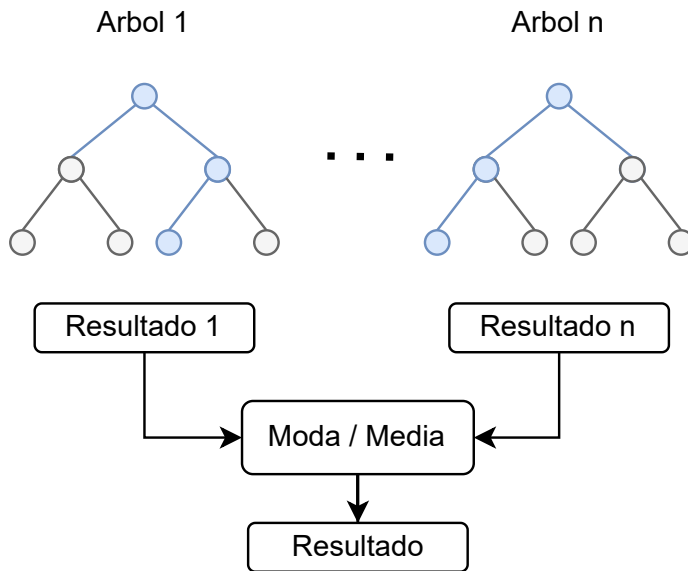 Arbol 1
Arbol n
. . .
Resultado 1
Resultado n
Moda / Media
Resultado